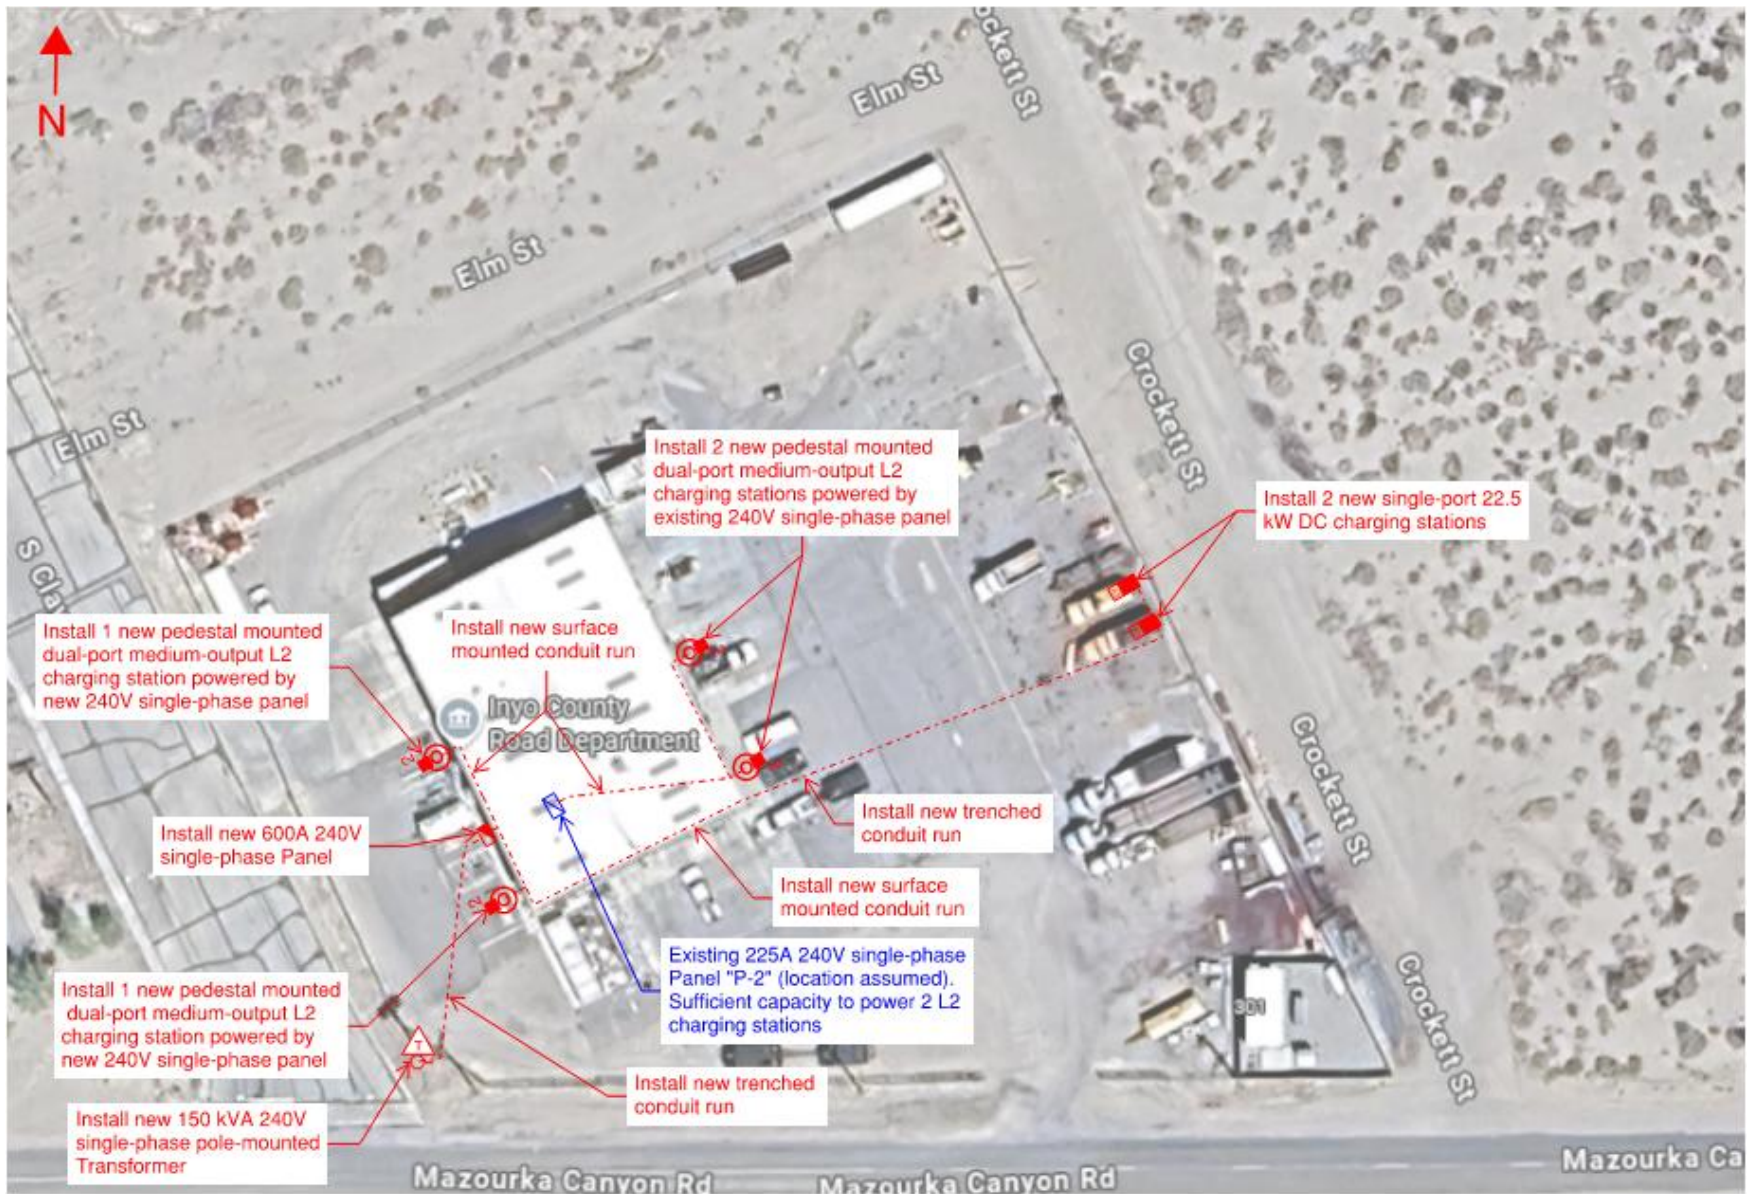 N
Elm St
Crockett St
Elm St
Elm St
Crockett St
Install 2 new pedestal mounted
dual-port medium-output L2
charging stations powered by
existing 240V single-phase panel
Install 2 new single-port 22.5
kW DC charging stations
S Clay
Install 1 new pedestal mounted
dual-port medium-output L2
charging station powered by
new 240V single-phase panel
Install new surface
mounted conduit run
Inyo County
Road Department
2
Install new 600A 240V
single-phase Panel
Install new trenched
conduit run
Crockett St
Install new surface
mounted conduit run
2
Existing 225A 240V single-phase
Panel "P-2" (location assumed).
Sufficient capacity to power 2 L2
charging stations
Install 1 new pedestal mounted
dual-port medium-output L2
charging station powered by
new 240V single-phase panel
T
301
Crockett St
Install new trenched
conduit run
Install new 150 kVA 240V
single-phase pole-mounted
Transformer
Mazourka Canyon Rd
Mazourka Canyon Rd
Mazourka Ca